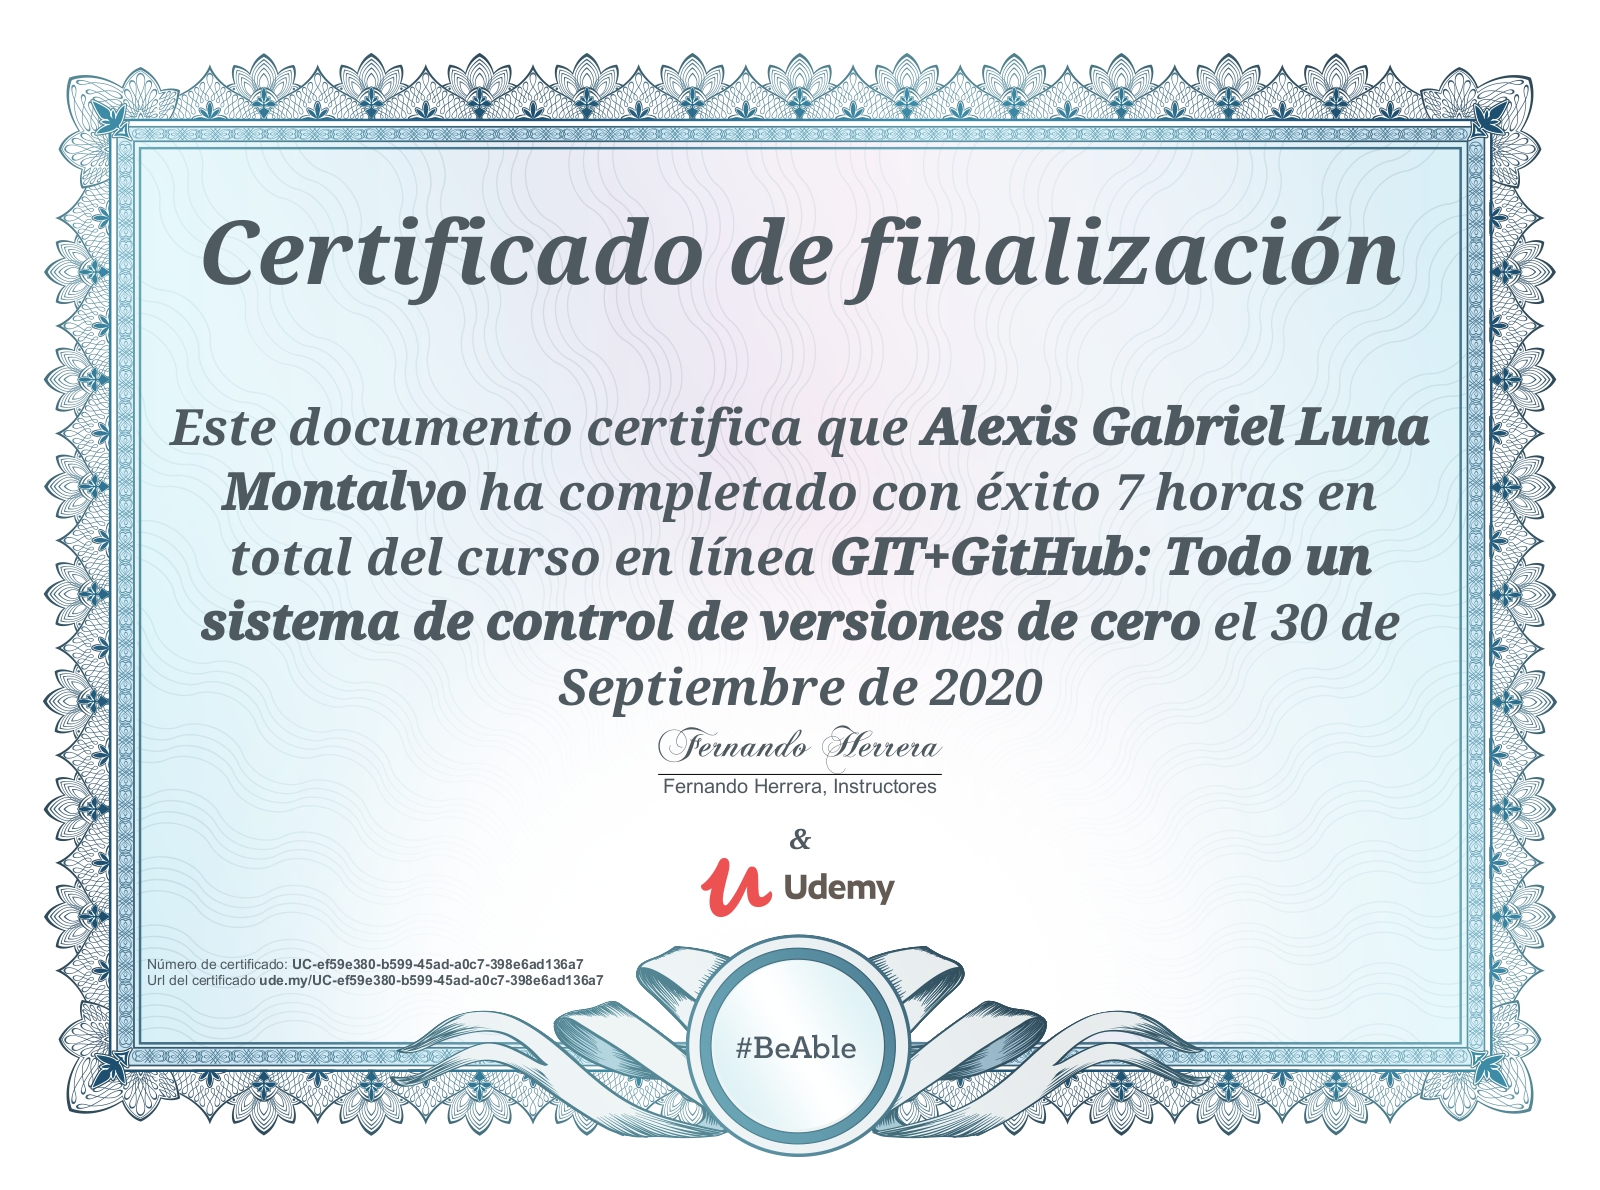 Certificado de finalización
Este documento certifica que Alexis Gabriel Luna
Montalvo ha completado con éxito 7 horas en
total del curso en línea GIT+GitHub: Todo un
sistema de control de versiones de cero el 30 de
Septiembre de 2020
Fernando Herrera
Fernando Herrera, Instructores
&
Udemy
Número de certificado: UC-ef59e380-b599-45ad-a0c7-398e6ad136a7
Url del certificado ude.my/UC-ef59e380-b599-45ad-a0c7-398e6ad136a7
#BeAble